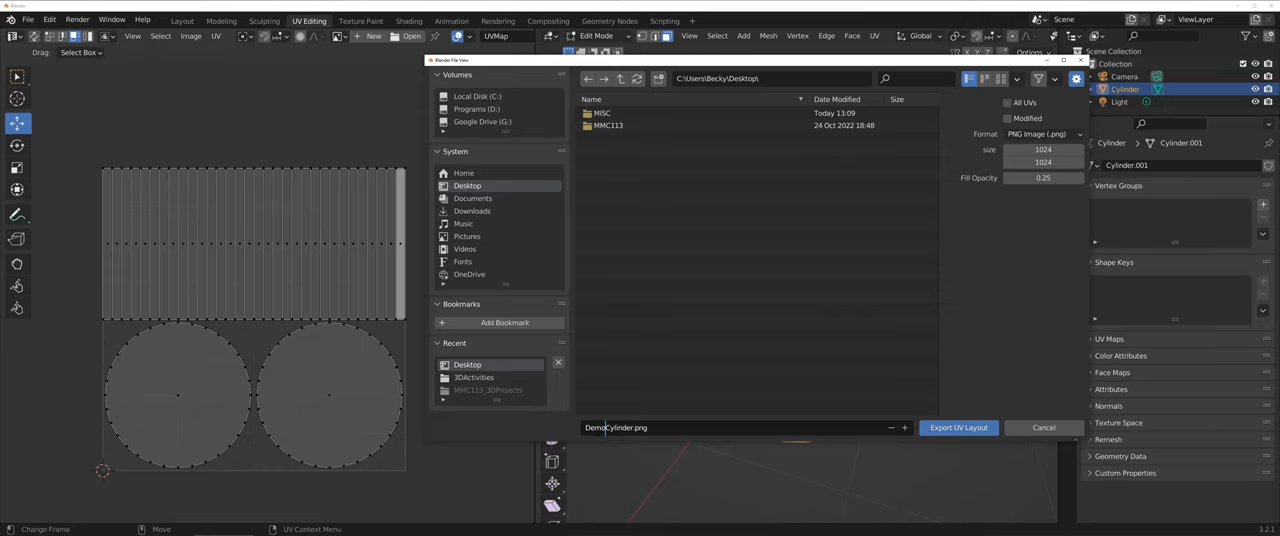 Blender
File Edit Render Window Help Layout Modeling Sculpting UV Editing Texture Paint Shading Animation Rendering Compositing Geometry Nodes Scripting + Scene ViewLayer
View Select Image UV New Open UVMap Edit Mode View Select Add Mesh Vertex Edge Face UV Global
Drag: Select Box Options Scene Collection
Blender File View
Collection
Camera
Cylinder
Light
Volumes
Local Disk (C:)
Programs (D:)
Google Drive (G:)
System
Home
Desktop
Documents
Downloads
Music
Pictures
Videos
Fonts
OneDrive
Bookmarks
Add Bookmark
Recent
Desktop
3DActivities
MMC113_3DProjects
C:\Users\Becky\Desktop\
Name Date Modified Size
MISC Today 13:09
MMC113 24 Oct 2022 18:48
All UVs
Modified
Format PNG Image (.png)
size 1024
1024
Fill Opacity 0.25
DemoCylinder.png Export UV Layout Cancel
Cylinder Cylinder.001
Cylinder.001
Vertex Groups
Shape Keys
UV Maps
Color Attributes
Face Maps
Attributes
Normals
Texture Space
Remesh
Geometry Data
Custom Properties
Change Frame Move UV Context Menu 3.2.1